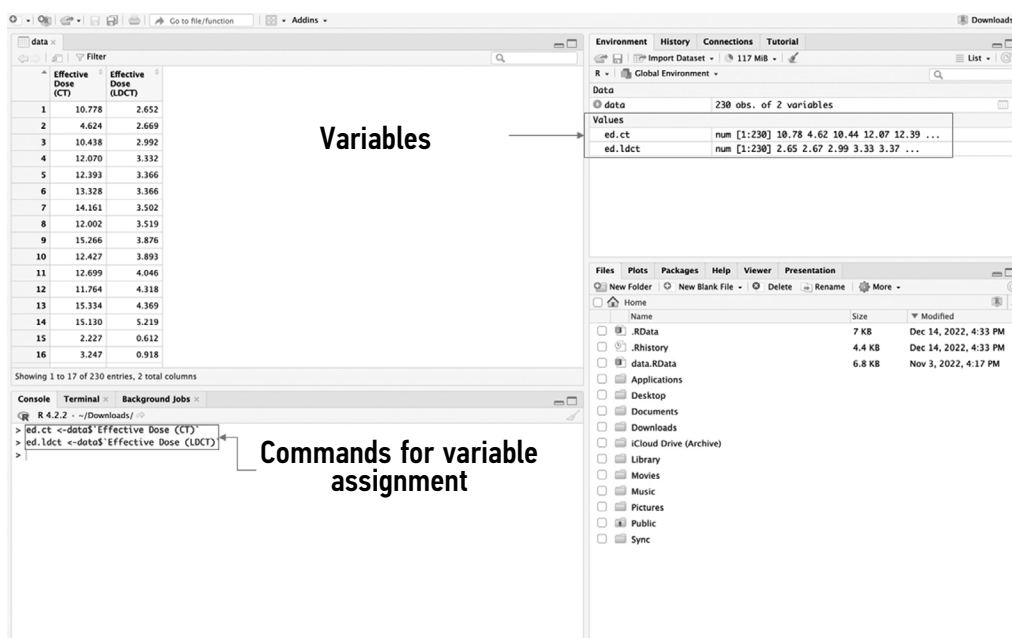 Go to file/function
Addins
Downloads
data
Filter
Effective Dose (CT) Effective Dose (LDCT)
1 10.778 2.652
2 4.624 2.669
3 10.438 2.992
4 12.070 3.332
5 12.393 3.366
6 13.328 3.366
7 14.161 3.502
8 12.002 3.519
9 15.266 3.876
10 12.427 3.893
11 12.699 4.046
12 11.764 4.318
13 15.334 4.369
14 15.130 5.219
15 2.227 0.612
16 3.247 0.918
Showing 1 to 17 of 230 entries, 2 total columns
Variables
Console Terminal Background Jobs
R 4.2.2 · ~/Downloads/
> ed.ct <-data$`Effective Dose (CT)`
> ed.ldct <-data$`Effective Dose (LDCT)`
>
Commands for variable
assignment
Environment History Connections Tutorial
Import Dataset 117 MiB List
R Global Environment
Data
data 230 obs. of 2 variables
Values
ed.ct num [1:230] 10.78 4.62 10.44 12.07 12.39 ...
ed.ldct num [1:230] 2.65 2.67 2.99 3.33 3.37 ...
Files Plots Packages Help Viewer Presentation
New Folder New Blank File Delete Rename More
Home
Name Size Modified
.RData 7 KB Dec 14, 2022, 4:33 PM
.Rhistory 4.4 KB Dec 14, 2022, 4:33 PM
data.RData 6.8 KB Nov 3, 2022, 4:17 PM
Applications
Desktop
Documents
Downloads
iCloud Drive (Archive)
Library
Movies
Music
Pictures
Public
Sync